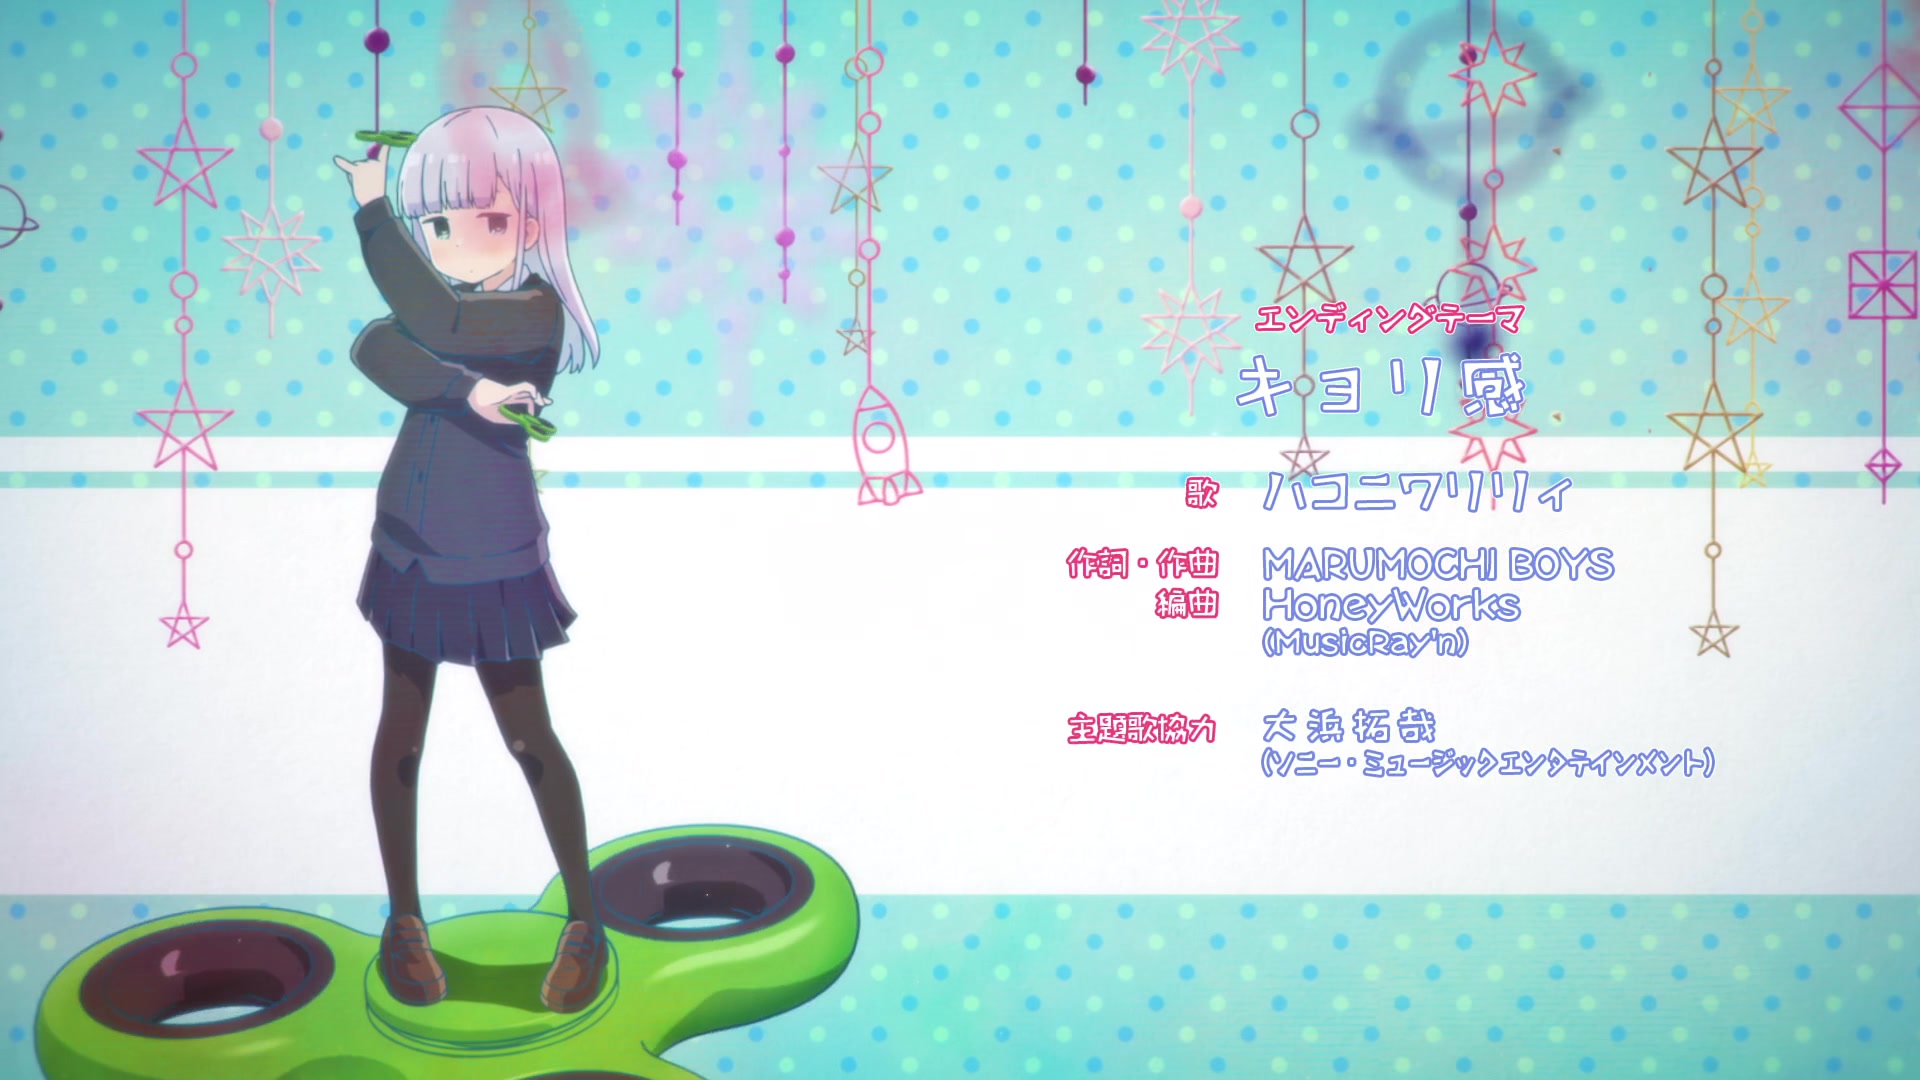 エンディングテーマ
キョリ感
歌 ハコニワリリィ
作詞・作曲 MARUMOCHI BOYS
編曲 HoneyWorks
(MusicRay'n)
主題歌協力 大浜拓哉
(ソニー・ミュージックエンタテインメント)